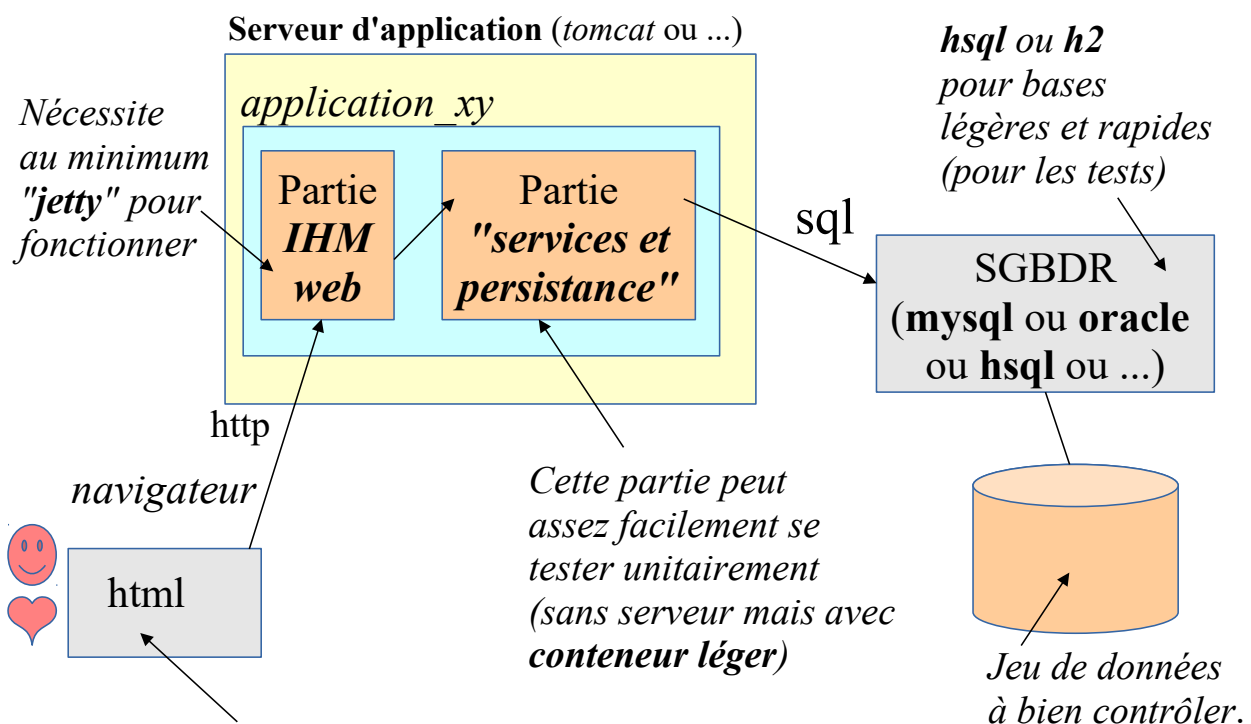 Serveur d'application (tomcat ou ...)
Nécessite
au minimum
"jetty" pour
fonctionner
application_xy
Partie
IHM
web
Partie
"services et
persistance"
sql
hsql ou h2
pour bases
légères et rapides
(pour les tests)
SGBDR
(mysql ou oracle
ou hsql ou ...)
http
navigateur
html
Cette partie peut
assez facilement se
tester unitairement
(sans serveur mais avec
conteneur léger)
Jeu de données
à bien contrôler.